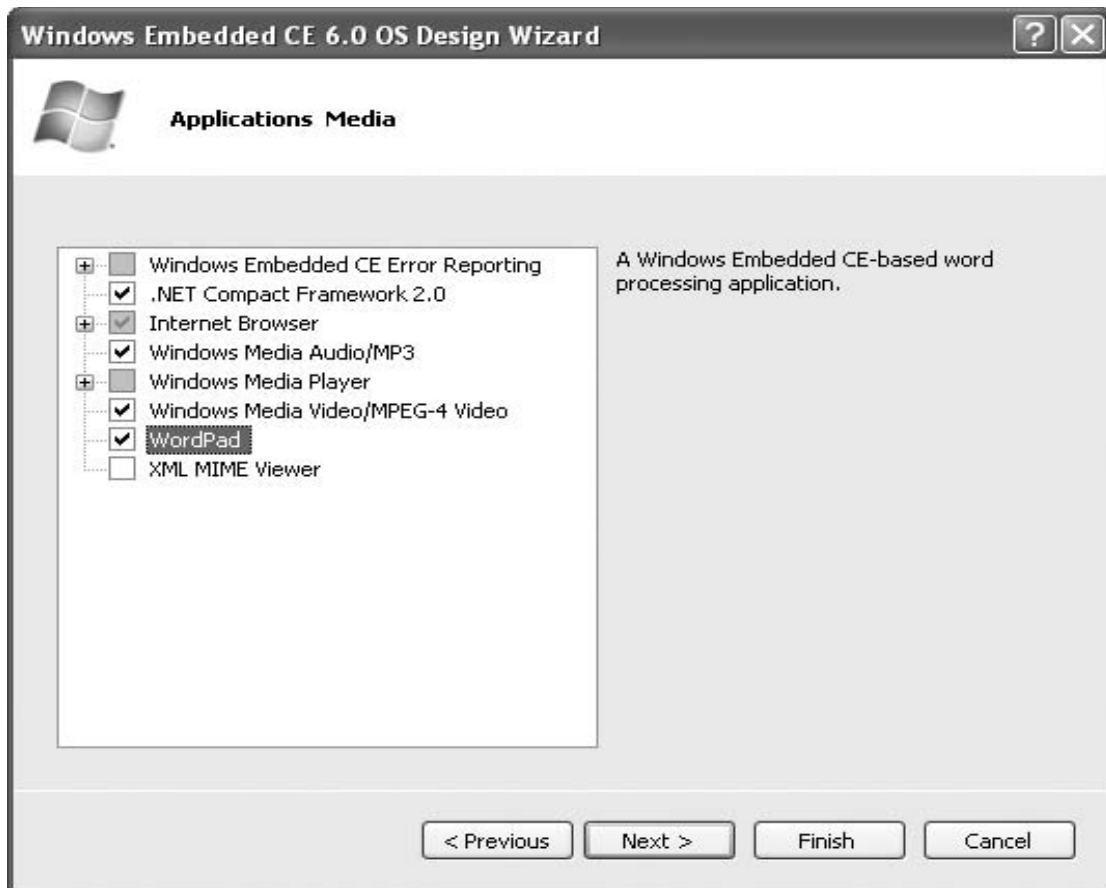 Windows Embedded CE 6.0 OS Design Wizard
Applications Media
Windows Embedded CE Error Reporting
.NET Compact Framework 2.0
Internet Browser
Windows Media Audio/MP3
Windows Media Player
Windows Media Video/MPEG-4 Video
WordPad
XML MIME Viewer
A Windows Embedded CE-based word
processing application.
< Previous
Next >
Finish
Cancel